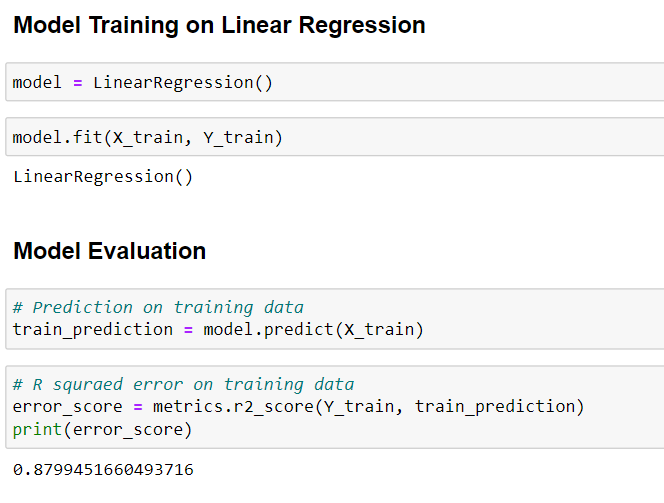 Model Training on Linear Regression
model = LinearRegression()
model.fit(X_train, Y_train)
LinearRegression()
Model Evaluation
# Prediction on training data
train_prediction = model.predict(X_train)
# R squraed error on training data
error_score = metrics.r2_score(Y_train, train_prediction)
print(error_score)
0.8799451660493716